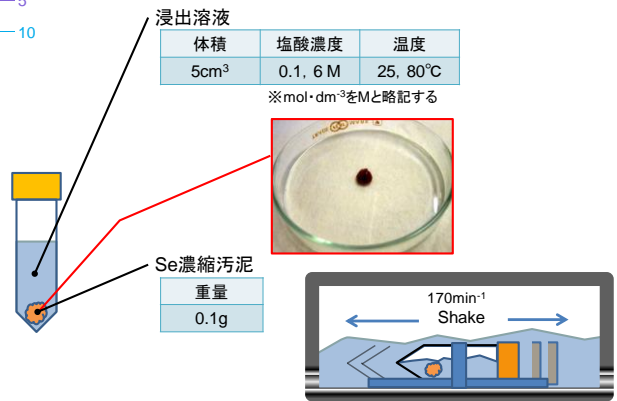 5
10
浸出溶液
体積 塩酸濃度 温度
5cm³ 0.1, 6 M 25, 80℃
※mol・dm⁻³をMと略記する
Se濃縮汚泥
重量
0.1g
170min⁻¹
Shake